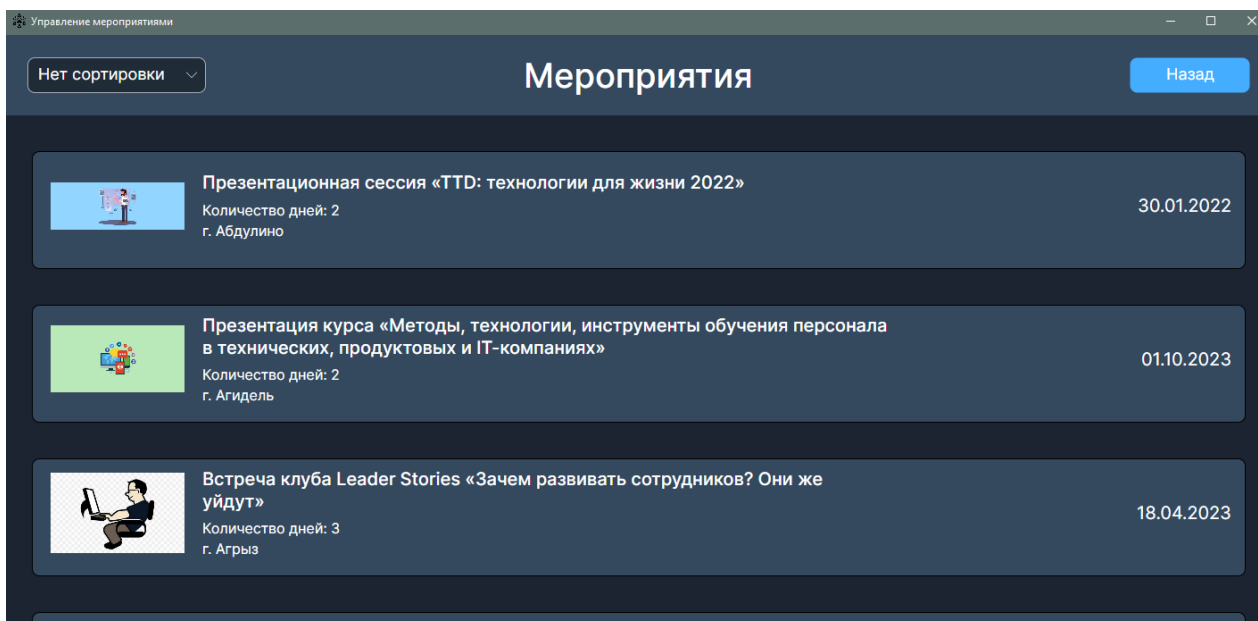 Управление мероприятиями
Нет сортировки
Мероприятия
Назад
Презентационная сессия «TTD: технологии для жизни 2022»
Количество дней: 2
г. Абдулино
30.01.2022
Презентация курса «Методы, технологии, инструменты обучения персонала
в технических, продуктовых и IT-компаниях»
Количество дней: 2
г. Агидель
01.10.2023
Встреча клуба Leader Stories «Зачем развивать сотрудников? Они же
уйдут»
Количество дней: 3
г. Агрыз
18.04.2023